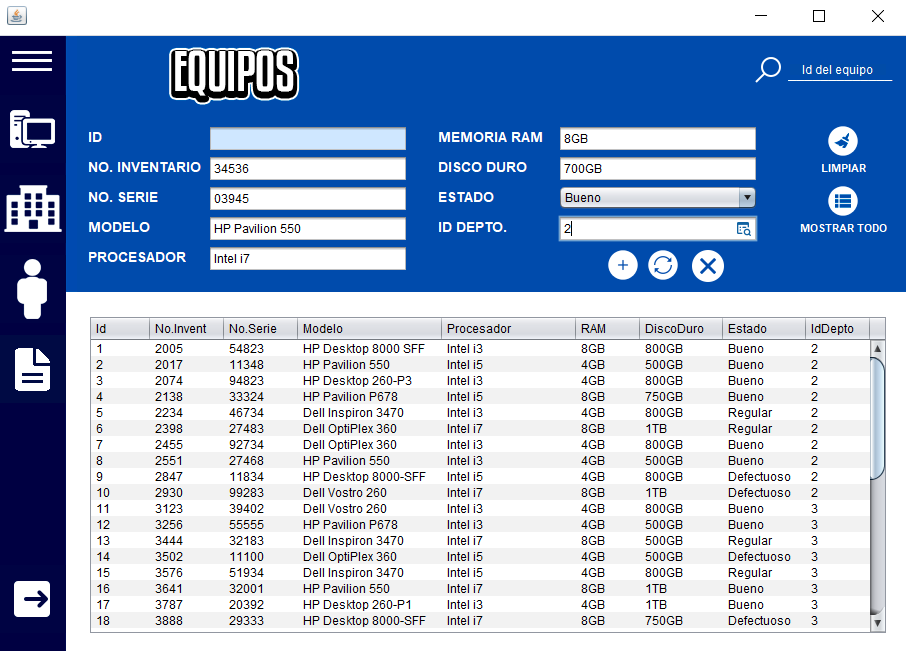 EQUIPOS
Id del equipo
ID
NO. INVENTARIO 34536
NO. SERIE 03945
MODELO HP Pavilion 550
PROCESADOR Intel i7
MEMORIA RAM 8GB
DISCO DURO 700GB
ESTADO Bueno
ID DEPTO. 2
LIMPIAR
MOSTRAR TODO
Id No.Invent No.Serie Modelo Procesador RAM DiscoDuro Estado IdDepto
1 2005 54823 HP Desktop 8000 SFF Intel i3 8GB 800GB Bueno 2
2 2017 11348 HP Pavilion 550 Intel i5 4GB 500GB Bueno 2
3 2074 94823 HP Desktop 260-P3 Intel i3 4GB 800GB Bueno 2
4 2138 33324 HP Pavilion P678 Intel i5 8GB 750GB Bueno 2
5 2234 46734 Dell Inspiron 3470 Intel i3 4GB 800GB Regular 2
6 2398 27483 Dell OptiPlex 360 Intel i7 8GB 1TB Regular 2
7 2455 92734 Dell OptiPlex 360 Intel i3 4GB 800GB Bueno 2
8 2551 27468 HP Pavilion 550 Intel i3 4GB 500GB Bueno 2
9 2847 11834 HP Desktop 8000-SFF Intel i5 4GB 800GB Defectuoso 2
10 2930 99283 Dell Vostro 260 Intel i7 8GB 1TB Defectuoso 2
11 3123 39402 Dell Vostro 260 Intel i3 4GB 800GB Bueno 3
12 3256 55555 HP Pavilion P678 Intel i3 4GB 500GB Bueno 3
13 3444 32183 Dell Inspiron 3470 Intel i7 8GB 500GB Regular 3
14 3502 11100 Dell OptiPlex 360 Intel i5 4GB 500GB Defectuoso 3
15 3576 51934 Dell Inspiron 3470 Intel i5 4GB 800GB Regular 3
16 3641 32001 HP Pavilion 550 Intel i7 8GB 1TB Bueno 3
17 3787 20392 HP Desktop 260-P1 Intel i3 4GB 1TB Bueno 3
18 3888 29333 HP Desktop 8000-SFF Intel i7 8GB 750GB Defectuoso 3